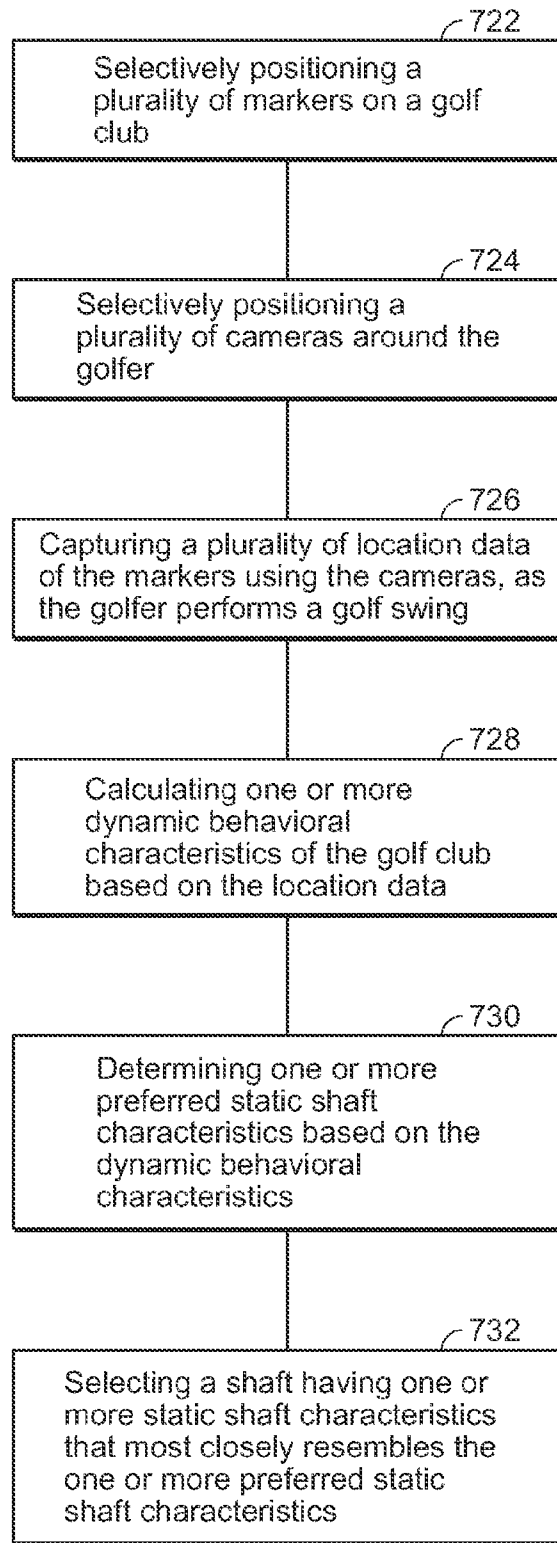 722
Selectively positioning a
plurality of markers on a golf
club
724
Selectively positioning a
plurality of cameras around the
golfer
726
Capturing a plurality of location data
of the markers using the cameras, as
the golfer performs a golf swing
728
Calculating one or more
dynamic behavioral
characteristics of the golf club
based on the location data
730
Determining one or more
preferred static shaft
characteristics based on the
dynamic behavioral
characteristics
732
Selecting a shaft having one or
more static shaft characteristics
that most closely resembles the
one or more preferred static
shaft characteristics